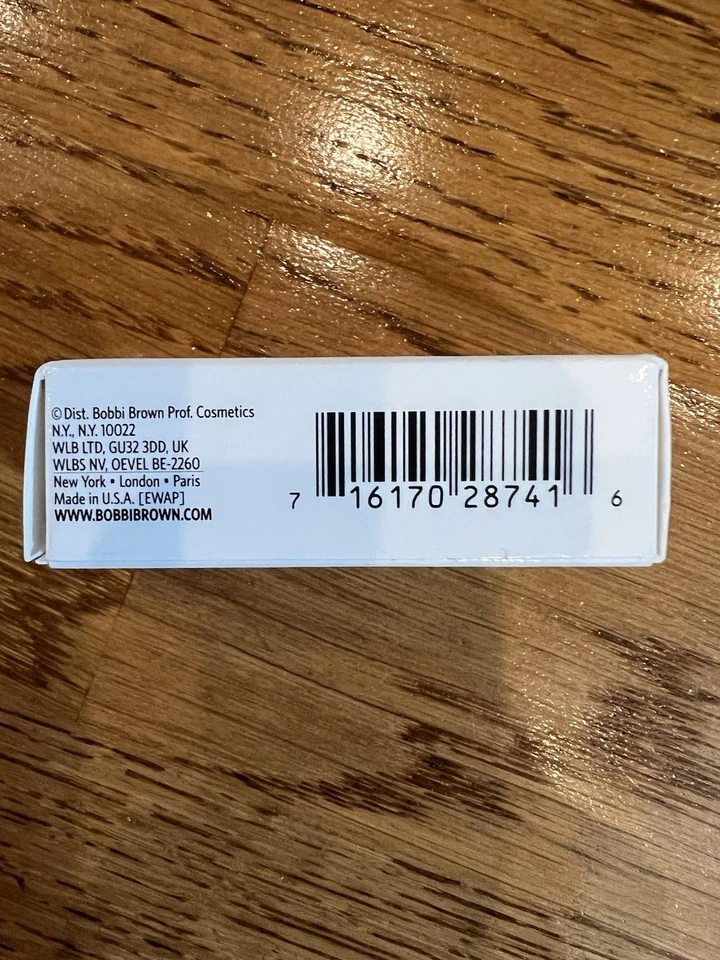 © Dist. Bobbi Brown Prof. Cosmetics
N.Y., N.Y. 10022
WLB LTD, GU32 3DD, UK
WLBS NV, OEVEL BE-2260
New York • London • Paris
Made in U.S.A. [EWAP]
WWW.BOBBIBROWN.COM
7 16170 28741 6